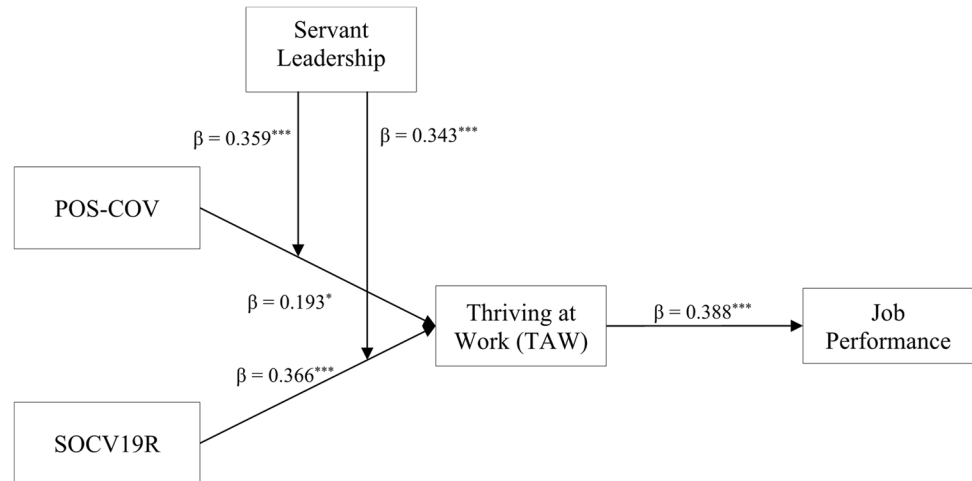 Servant
Leadership
β = 0.359***
β = 0.343***
POS-COV
β = 0.193*
Thriving at
Work (TAW)
β = 0.388***
Job
Performance
β = 0.366***
SOCV19R